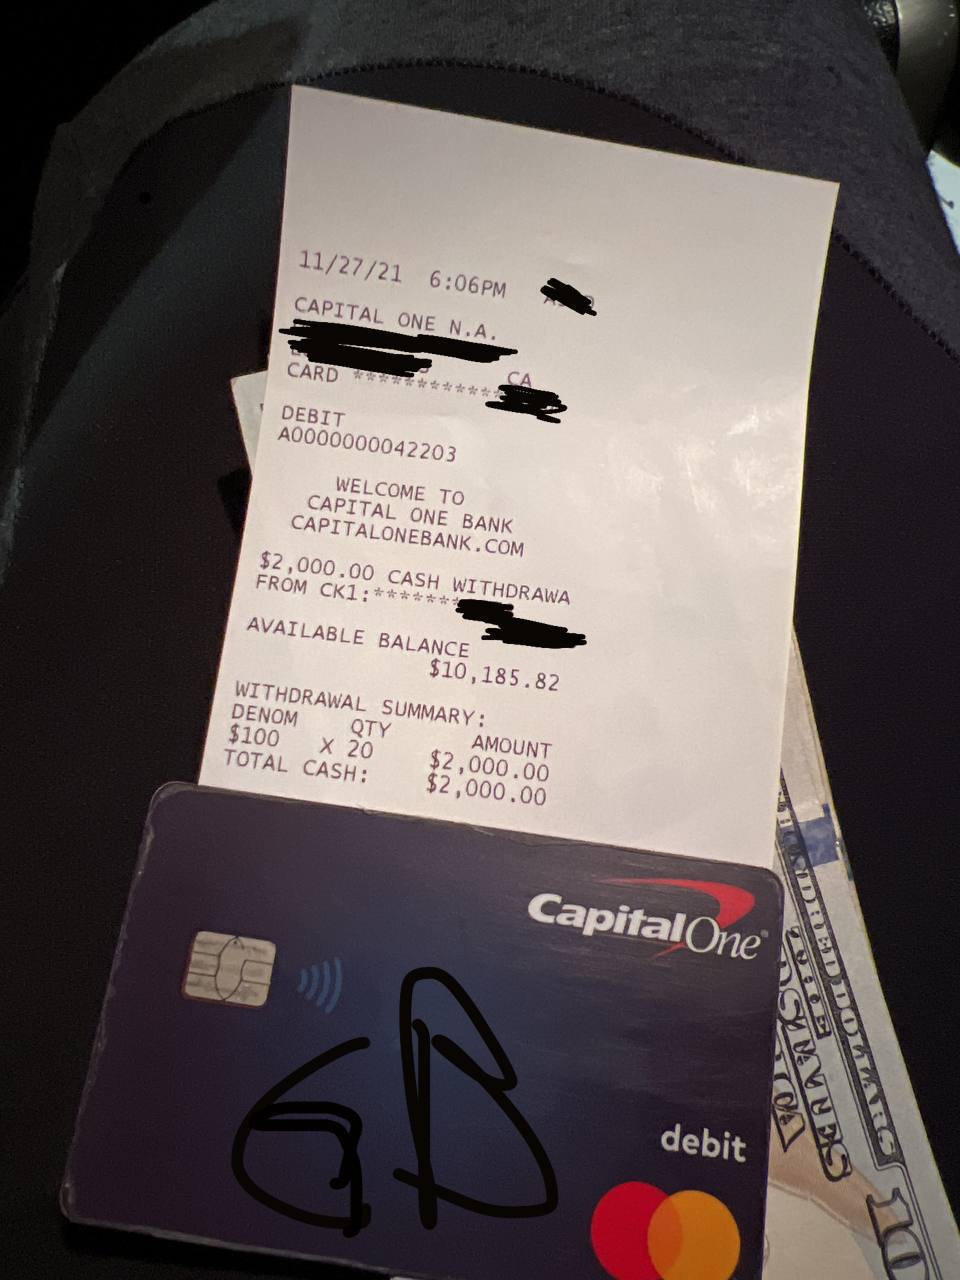 11/27/21 6:06PM
CAPITAL ONE N.A.
CA
CARD ************
DEBIT
A0000000042203
WELCOME TO
CAPITAL ONE BANK
CAPITALONEBANK.COM
$2,000.00 CASH WITHDRAWA
FROM CK1:*******
AVAILABLE BALANCE
$10,185.82
WITHDRAWAL SUMMARY:
DENOM QTY AMOUNT
$100 X 20 $2,000.00
TOTAL CASH: $2,000.00
CapitalOne®
GB
debit